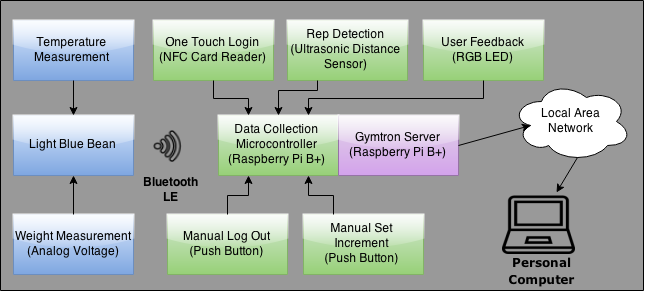 Temperature
Measurement
One Touch Login
(NFC Card Reader)
Rep Detection
(Ultrasonic Distance
Sensor)
User Feedback
(RGB LED)
Light Blue Bean
Bluetooth
LE
Data Collection
Microcontroller
(Raspberry Pi B+)
Gymtron Server
(Raspberry Pi B+)
Local Area
Network
Weight Measurement
(Analog Voltage)
Manual Log Out
(Push Button)
Manual Set
Increment
(Push Button)
Personal
Computer